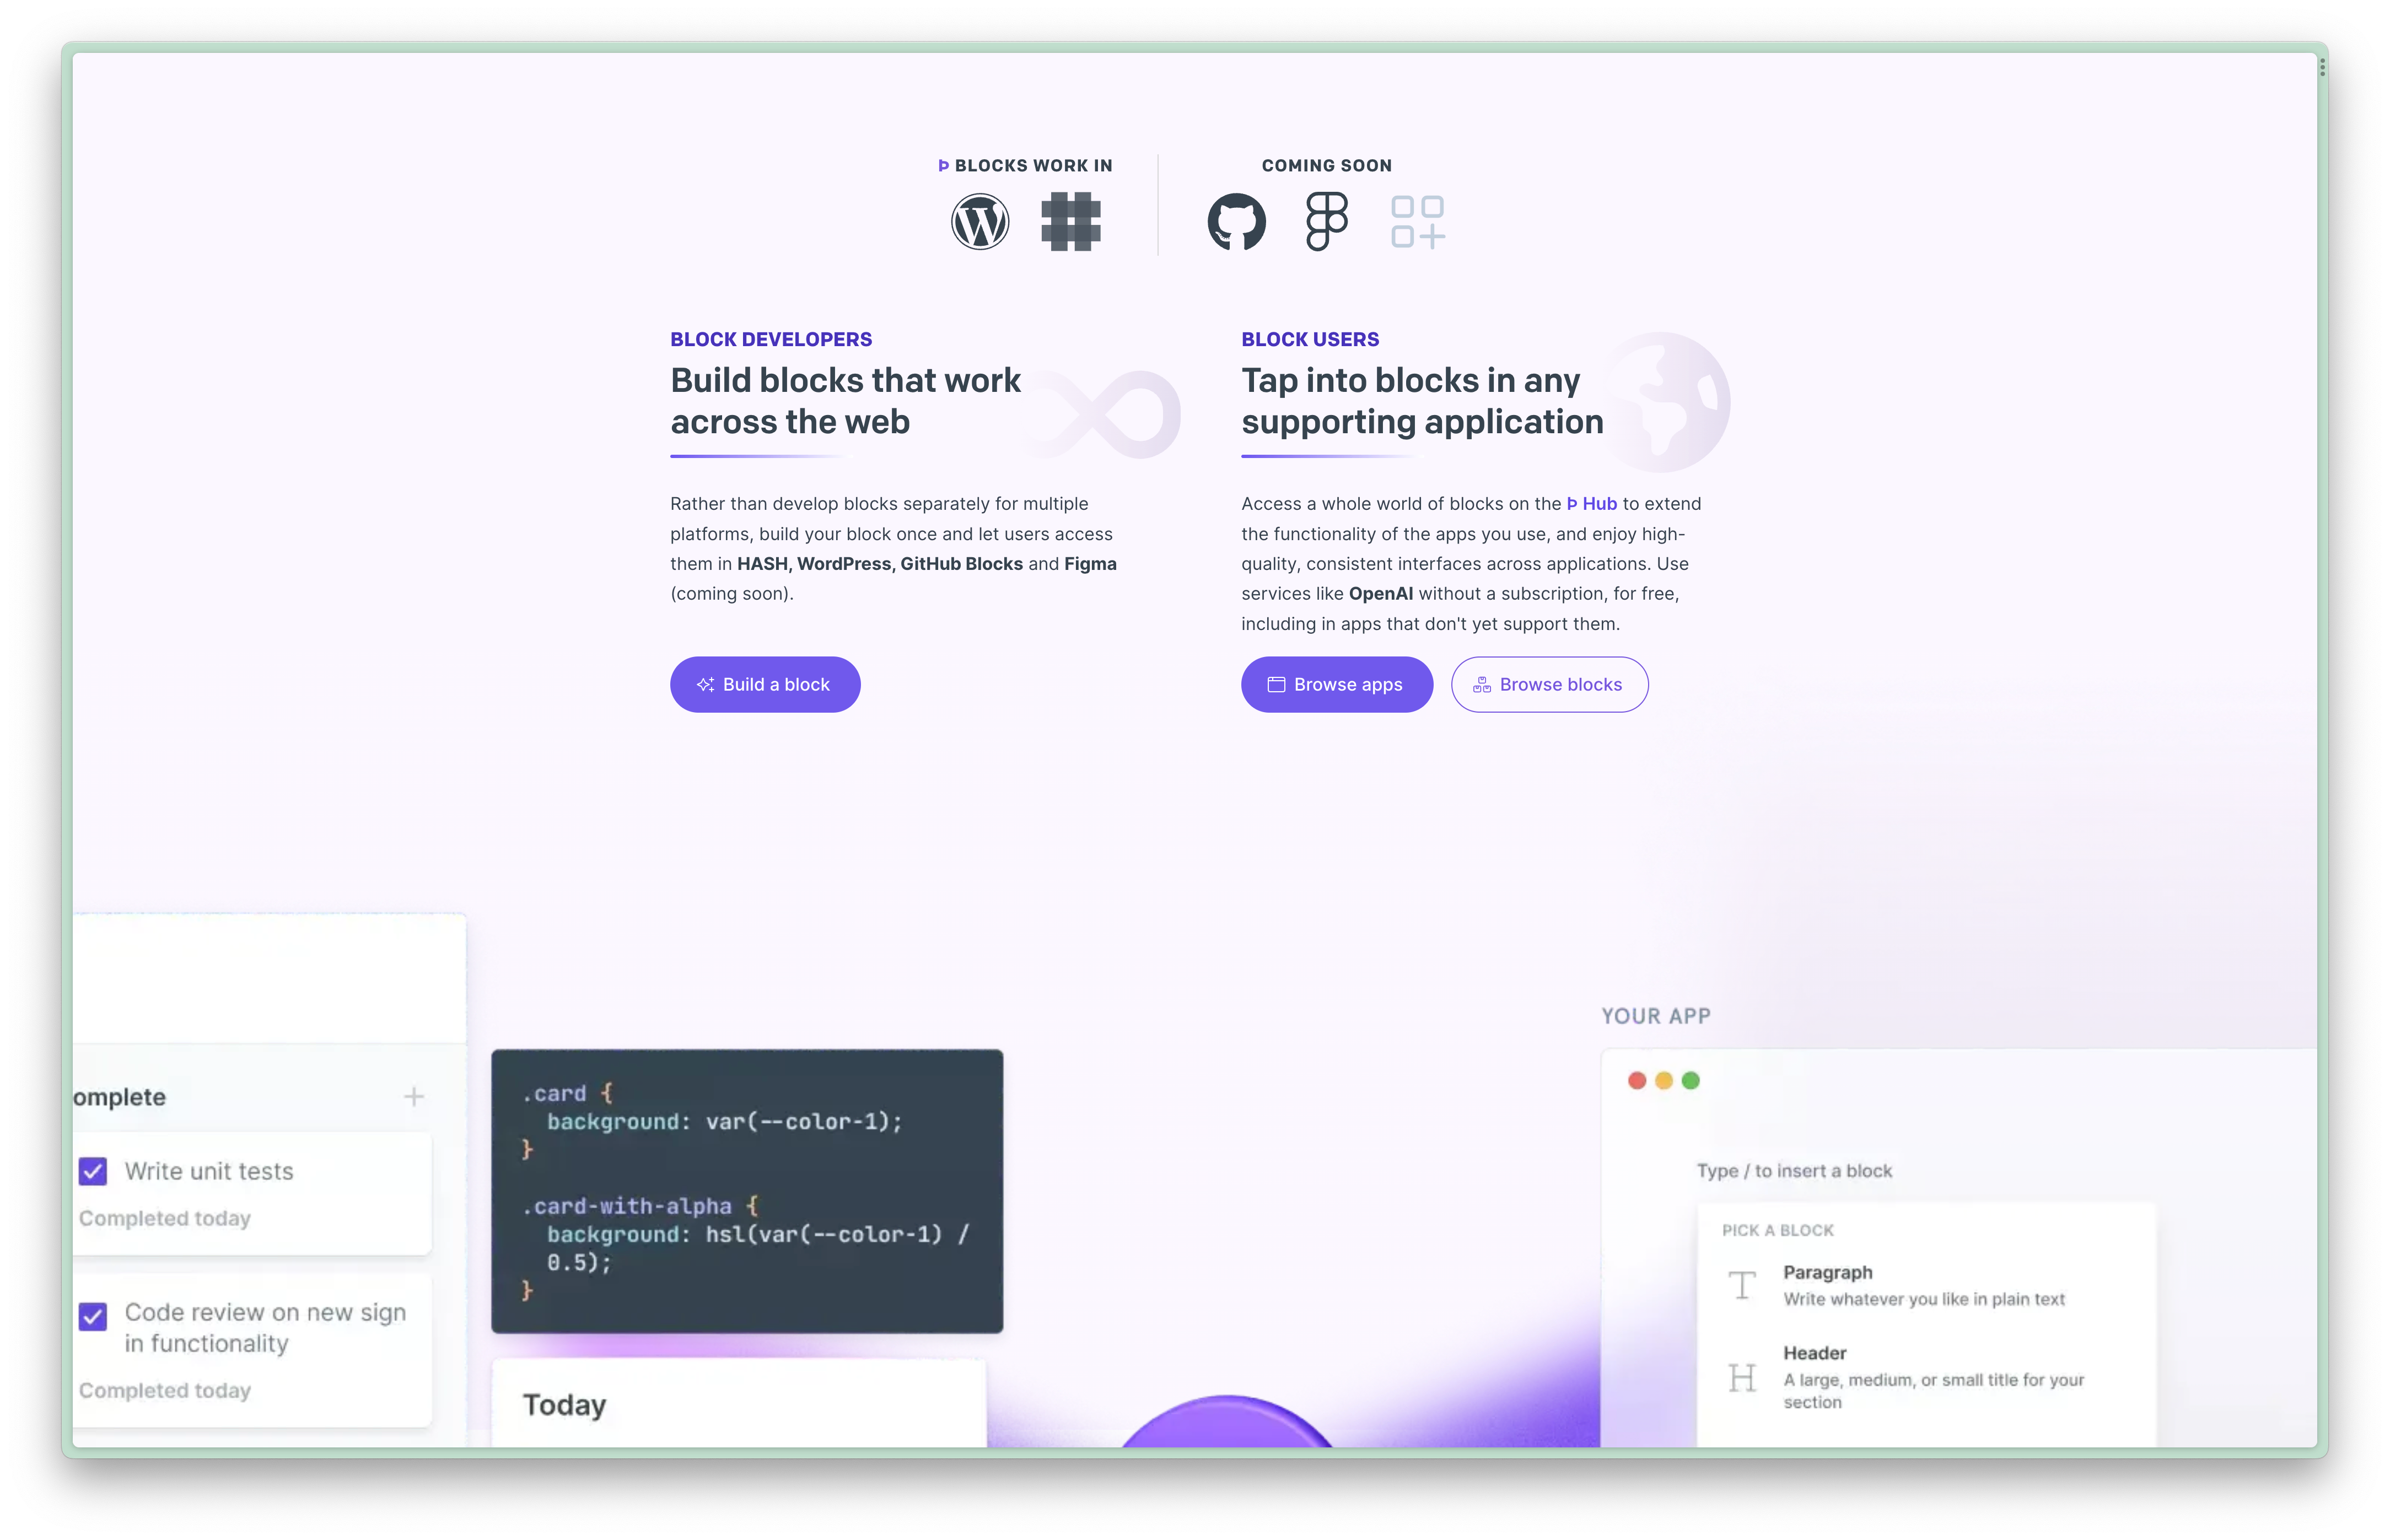 Þ BLOCKS WORK IN
COMING SOON
BLOCK DEVELOPERS
Build blocks that work
across the web
Rather than develop blocks separately for multiple
platforms, build your block once and let users access
them in HASH, WordPress, GitHub Blocks and Figma
(coming soon).
Build a block
BLOCK USERS
Tap into blocks in any
supporting application
Access a whole world of blocks on the Þ Hub to extend
the functionality of the apps you use, and enjoy high-
quality, consistent interfaces across applications. Use
services like OpenAI without a subscription, for free,
including in apps that don't yet support them.
Browse apps
Browse blocks
omplete
Write unit tests
Completed today
Code review on new sign
in functionality
Completed today
.card {
background: var(--color-1);
}
.card-with-alpha {
background: hsl(var(--color-1) /
0.5);
}
Today
YOUR APP
Type / to insert a block
PICK A BLOCK
T
Paragraph
Write whatever you like in plain text
H
Header
A large, medium, or small title for your
section